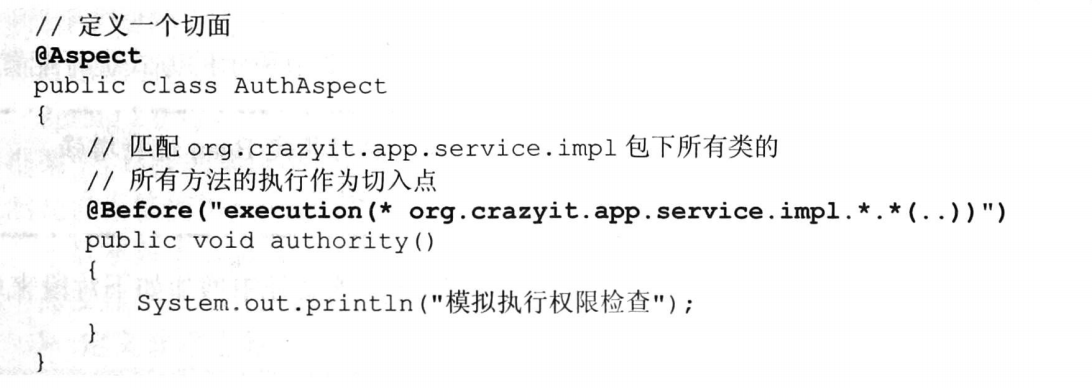 // 定义一个切面
@Aspect
public class AuthAspect
{
// 匹配 org.crazyit.app.service.impl 包下所有类的
// 所有方法的执行作为切入点
@Before("execution(* org.crazyit.app.service.impl.*.*(..))")
public void authority()
{
System.out.println("模拟执行权限检查");
}
}